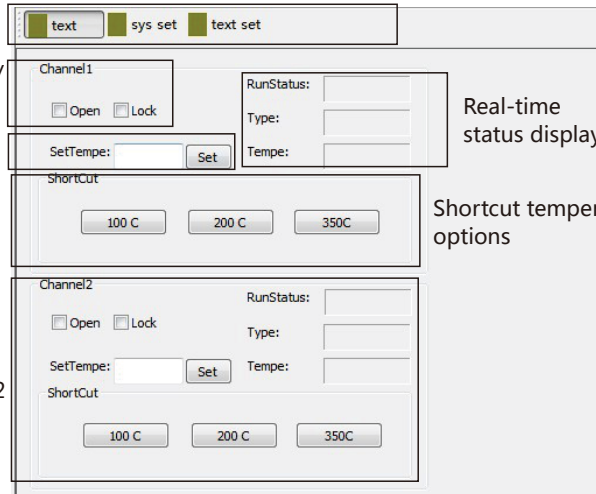 text sys set text set
Channel1
RunStatus:
Open Lock
Type:
Real-time
status display
SetTempe: Set Tempe:
ShortCut
100 C 200 C 350C
Shortcut temper
options
Channel2
RunStatus:
Open Lock
Type:
SetTempe: Set Tempe:
2
ShortCut
100 C 200 C 350C